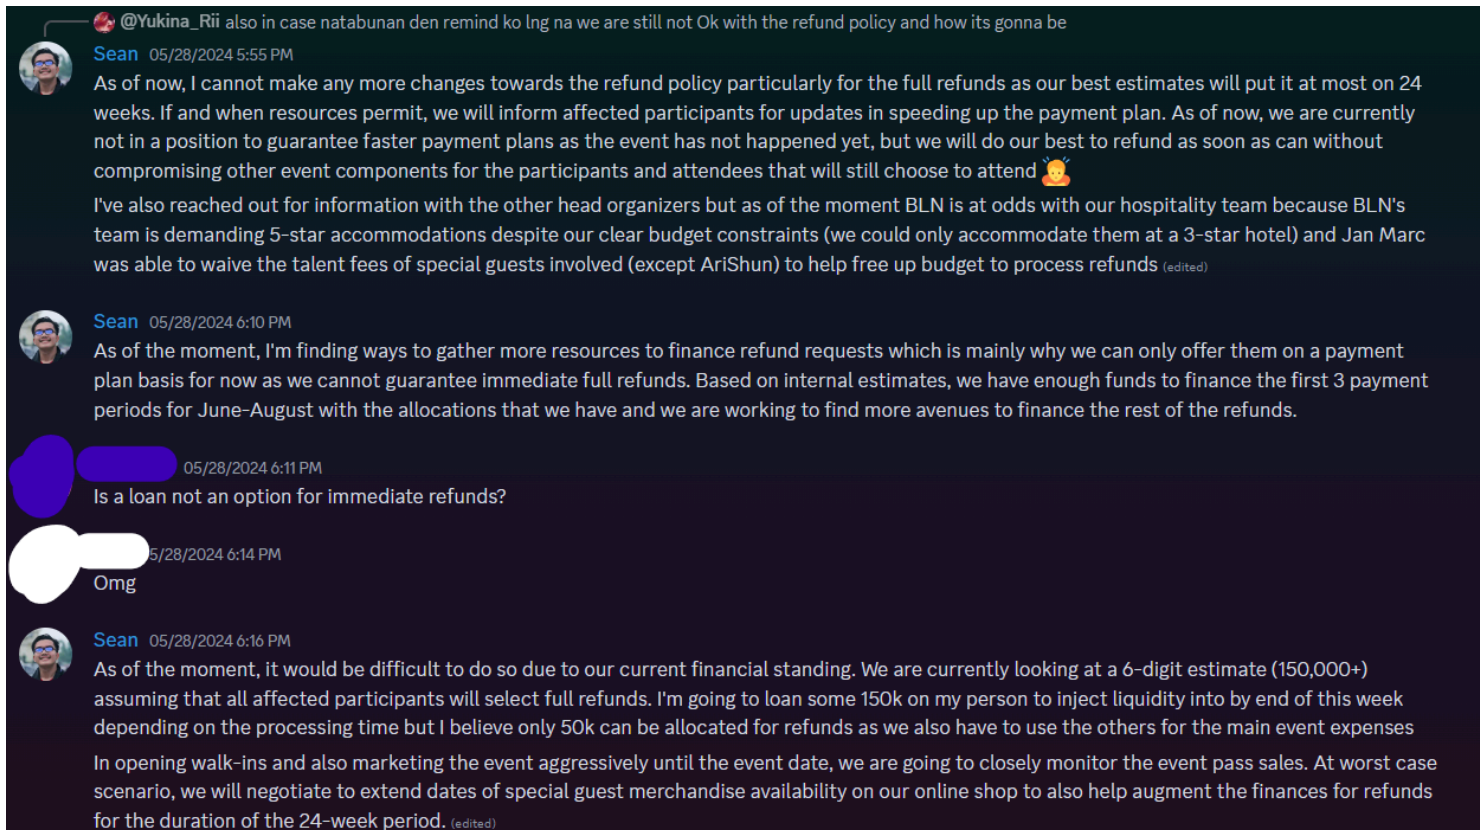 @Yukina_Rii also in case natabunan den remind ko lng na we are still not Ok with the refund policy and how its gonna be
Sean 05/28/2024 5:55 PM
As of now, I cannot make any more changes towards the refund policy particularly for the full refunds as our best estimates will put it at most on 24
weeks. If and when resources permit, we will inform affected participants for updates in speeding up the payment plan. As of now, we are currently
not in a position to guarantee faster payment plans as the event has not happened yet, but we will do our best to refund as soon as can without
compromising other event components for the participants and attendees that will still choose to attend
I've also reached out for information with the other head organizers but as of the moment BLN is at odds with our hospitality team because BLN's
team is demanding 5-star accommodations despite our clear budget constraints (we could only accommodate them at a 3-star hotel) and Jan Marc
was able to waive the talent fees of special guests involved (except AriShun) to help free up budget to process refunds (edited)
Sean 05/28/2024 6:10 PM
As of the moment, I'm finding ways to gather more resources to finance refund requests which is mainly why we can only offer them on a payment
plan basis for now as we cannot guarantee immediate full refunds. Based on internal estimates, we have enough funds to finance the first 3 payment
periods for June-August with the allocations that we have and we are working to find more avenues to finance the rest of the refunds.
05/28/2024 6:11 PM
Is a loan not an option for immediate refunds?
5/28/2024 6:14 PM
Omg
Sean 05/28/2024 6:16 PM
As of the moment, it would be difficult to do so due to our current financial standing. We are currently looking at a 6-digit estimate (150,000+)
assuming that all affected participants will select full refunds. I'm going to loan some 150k on my person to inject liquidity into by end of this week
depending on the processing time but I believe only 50k can be allocated for refunds as we also have to use the others for the main event expenses
In opening walk-ins and also marketing the event aggressively until the event date, we are going to closely monitor the event pass sales. At worst case
scenario, we will negotiate to extend dates of special guest merchandise availability on our online shop to also help augment the finances for refunds
for the duration of the 24-week period. (edited)